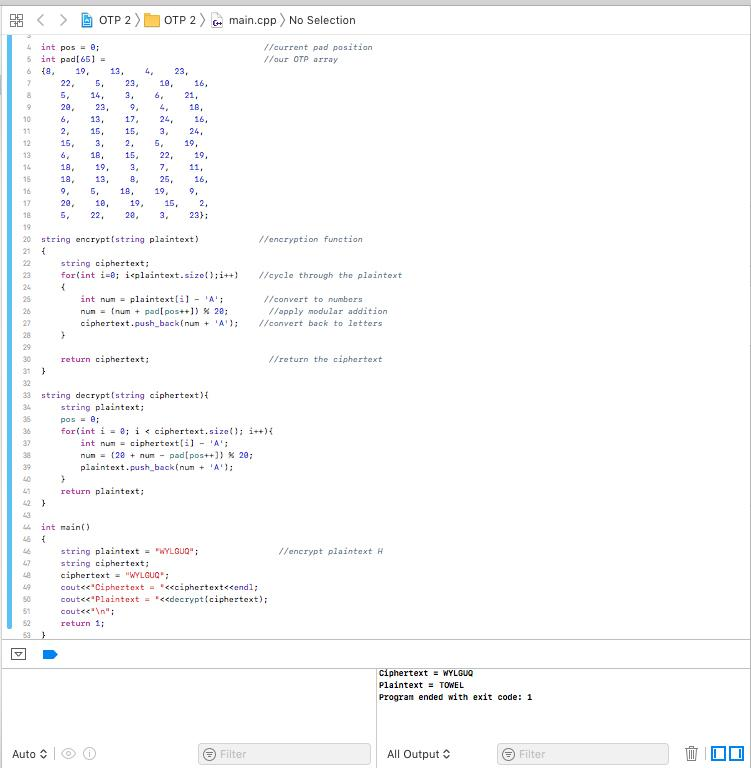 OTP 2 〉 OTP 2 〉 main.cpp 〉 No Selection
4 int pos = 0; //current pad position
5 int pad[65] = //our OTP array
6 {8, 19, 13, 4, 23,
7 22, 5, 23, 10, 16,
8 5, 14, 3, 6, 21,
9 20, 23, 9, 4, 18,
10 6, 13, 17, 24, 16,
11 2, 15, 15, 3, 24,
12 15, 3, 2, 5, 19,
13 6, 18, 15, 22, 19,
14 18, 19, 3, 7, 11,
15 18, 13, 8, 25, 16,
16 9, 5, 18, 19, 9,
17 20, 10, 19, 15, 2,
18 5, 22, 20, 3, 23};
19
20 string encrypt(string plaintext) //encryption function
21 {
22 string ciphertext;
23 for(int i=0; i<plaintext.size();i++) //cycle through the plaintext
24 {
25 int num = plaintext[i] - 'A'; //convert to numbers
26 num = (num + pad[pos++]) % 20; //apply modular addition
27 ciphertext.push_back(num + 'A'); //convert back to letters
28 }
29
30 return ciphertext; //return the ciphertext
31 }
32
33 string decrypt(string ciphertext){
34 string plaintext;
35 pos = 0;
36 for(int i = 0; i < ciphertext.size(); i++){
37 int num = ciphertext[i] - 'A';
38 num = (20 + num - pad[pos++]) % 20;
39 plaintext.push_back(num + 'A');
40 }
41 return plaintext;
42 }
43
44 int main()
45 {
46 string plaintext = "WYLGUQ"; //encrypt plaintext H
47 string ciphertext;
48 ciphertext = "WYLGUQ";
49 cout<<"Ciphertext = "<<ciphertext<<endl;
50 cout<<"Plaintext = "<<decrypt(ciphertext);
51 cout<<"\n";
52 return 1;
53 }
Ciphertext = WYLGUQ
Plaintext = TOWEL
Program ended with exit code: 1
Auto Filter All Output Filter